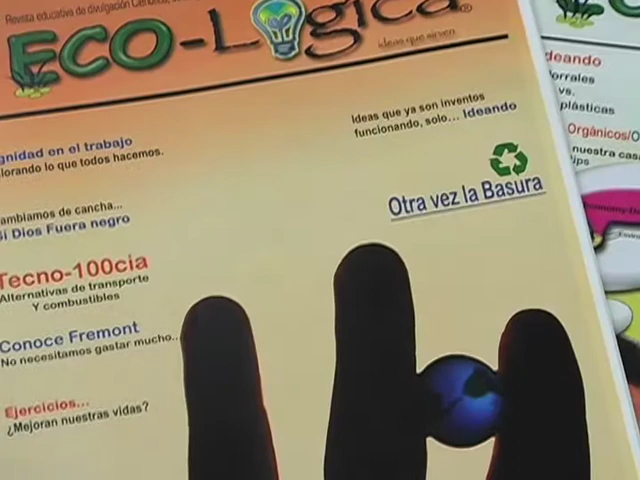 Revista educativa de divulgación
ECO-Lógica®
ideas que sirven
gnidad en el trabajo
lorando lo que todos hacemos.
Ideas que ya son inventos
funcionando, solo... Ideando
Otra vez la Basura
ambiamos de cancha...
Si Dios Fuera negro
Tecno-100cia
Alternativas de transporte
Y combustibles
Conoce Fremont
No necesitamos gastar mucho...
Ejercicios...
¿Mejoran nuestras vidas?
deando
orrales
vs.
plásticas
Orgánicos/O
nuestra cas
ips